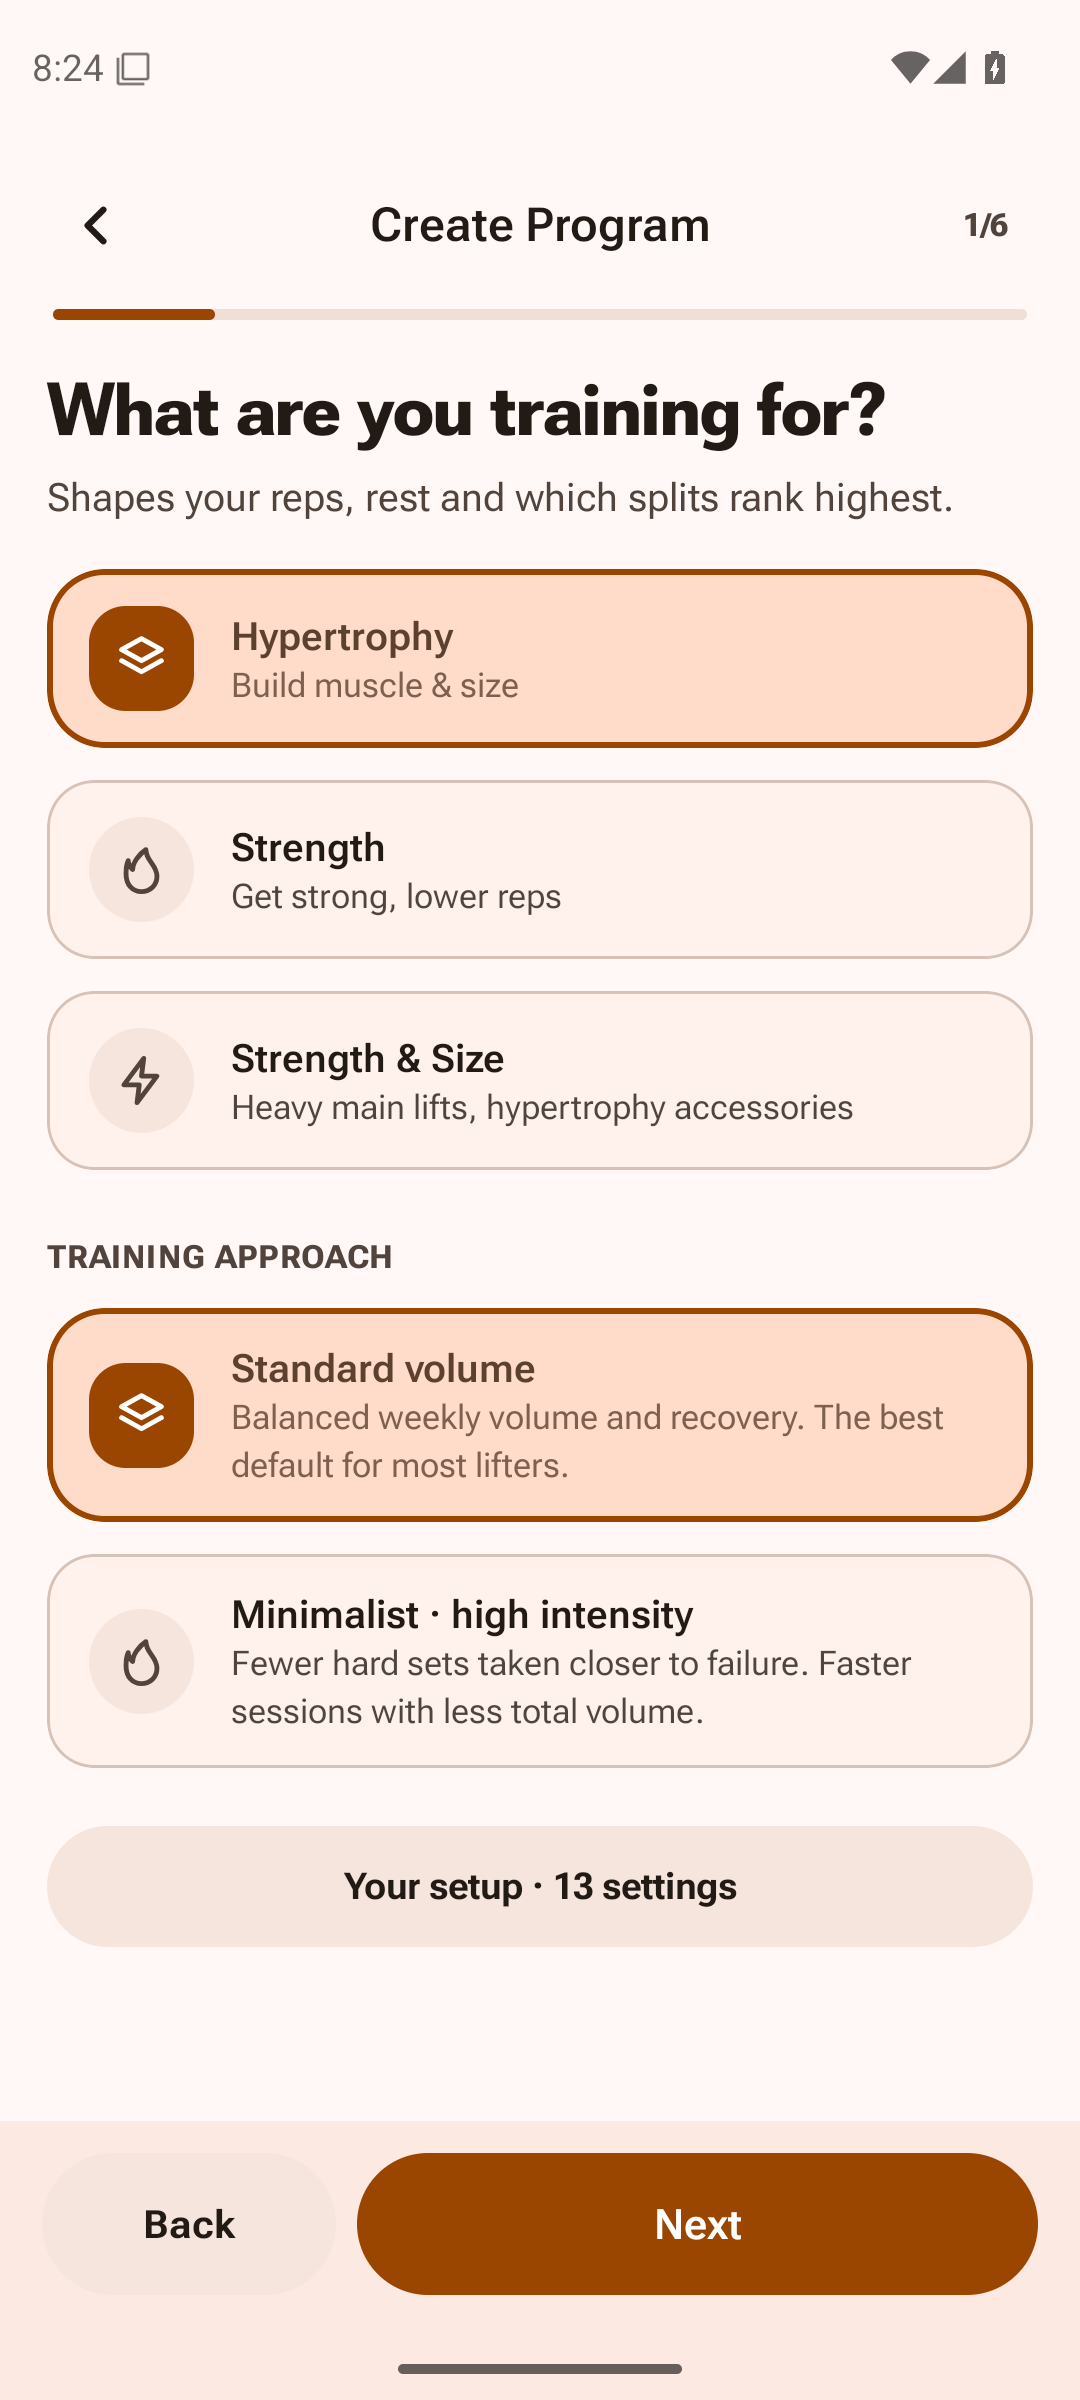 8:24
Create Program
1/6
What are you training for?
Shapes your reps, rest and which splits rank highest.
Hypertrophy
Build muscle & size
Strength
Get strong, lower reps
Strength & Size
Heavy main lifts, hypertrophy accessories
TRAINING APPROACH
Standard volume
Balanced weekly volume and recovery. The best
default for most lifters.
Minimalist · high intensity
Fewer hard sets taken closer to failure. Faster
sessions with less total volume.
Your setup · 13 settings
Back
Next